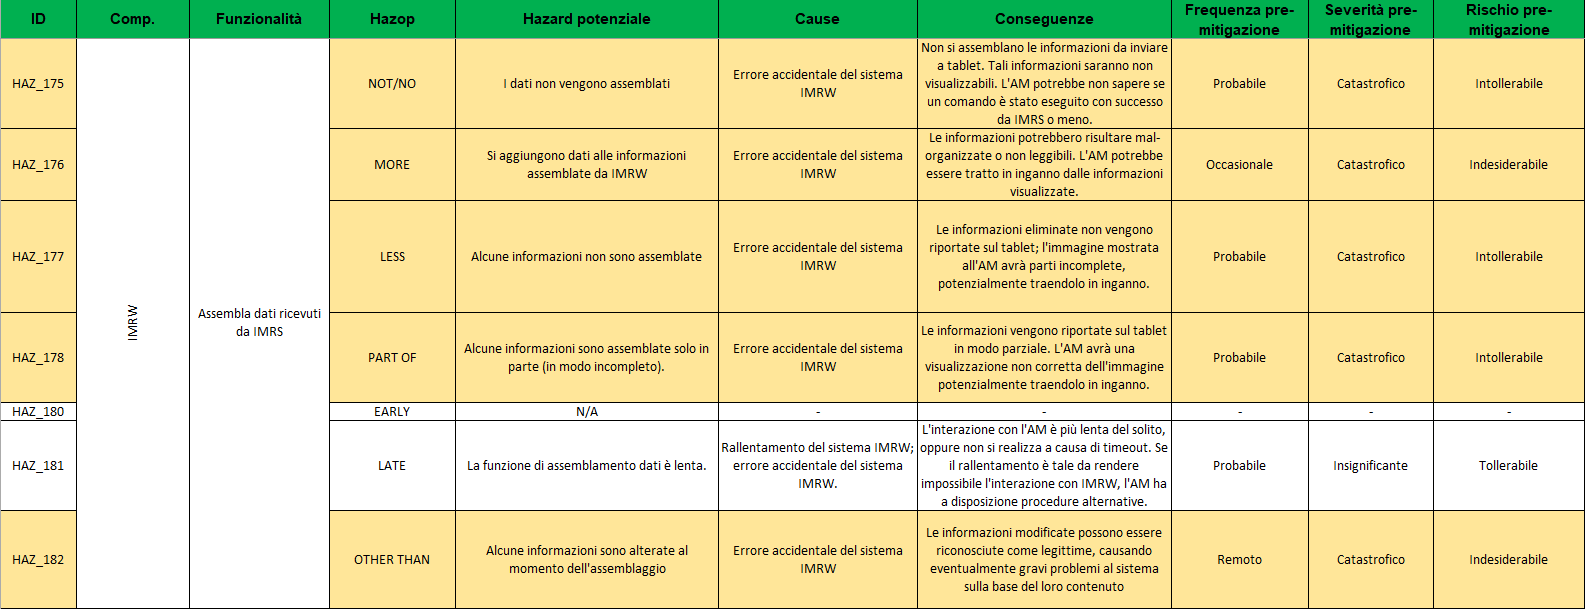 ID Comp. Funzionalità Hazop Hazard potenziale Cause Conseguenze Frequenza pre-mitigazione Severità pre-mitigazione Rischio pre-mitigazione
HAZ_175
IMRW
Assembla dati ricevuti
da IMRS
NOT/NO
I dati non vengono assemblati
Errore accidentale del sistema
IMRW
Non si assemblano le informazioni da inviare
a tablet. Tali informazioni saranno non
visualizzabili. L'AM potrebbe non sapere se
un comando è stato eseguito con successo
da IMRS o meno.
Probabile
Catastrofico
Intollerabile
HAZ_176
MORE
Si aggiungono dati alle informazioni
assemblate da IMRW
Errore accidentale del sistema
IMRW
Le informazioni potrebbero risultare mal-
organizzate o non leggibili. L'AM potrebbe
essere tratto in inganno dalle informazioni
visualizzate.
Occasionale
Catastrofico
Indesiderabile
HAZ_177
LESS
Alcune informazioni non sono assemblate
Errore accidentale del sistema
IMRW
Le informazioni eliminate non vengono
riportate sul tablet; l'immagine mostrata
all'AM avrà parti incomplete,
potenzialmente traendolo in inganno.
Probabile
Catastrofico
Intollerabile
HAZ_178
PART OF
Alcune informazioni sono assemblate solo in
parte (in modo incompleto).
Errore accidentale del sistema
IMRW
Le informazioni vengono riportate sul tablet
in modo parziale. L'AM avrà una
visualizzazione non corretta dell'immagine
potenzialmente traendolo in inganno.
Probabile
Catastrofico
Intollerabile
HAZ_180
EARLY
N/A
-
-
-
-
-
HAZ_181
LATE
La funzione di assemblamento dati è lenta.
Rallentamento del sistema IMRW;
errore accidentale del sistema
IMRW.
L'interazione con l'AM è più lenta del solito,
oppure non si realizza a causa di timeout. Se
il rallentamento è tale da rendere
impossibile l'interazione con IMRW, l'AM ha
a disposizione procedure alternative.
Probabile
Insignificante
Tollerabile
HAZ_182
OTHER THAN
Alcune informazioni sono alterate al
momento dell'assemblaggio
Errore accidentale del sistema
IMRW
Le informazioni modificate possono essere
riconosciute come legittime, causando
eventualmente gravi problemi al sistema
sulla base del loro contenuto
Remoto
Catastrofico
Indesiderabile